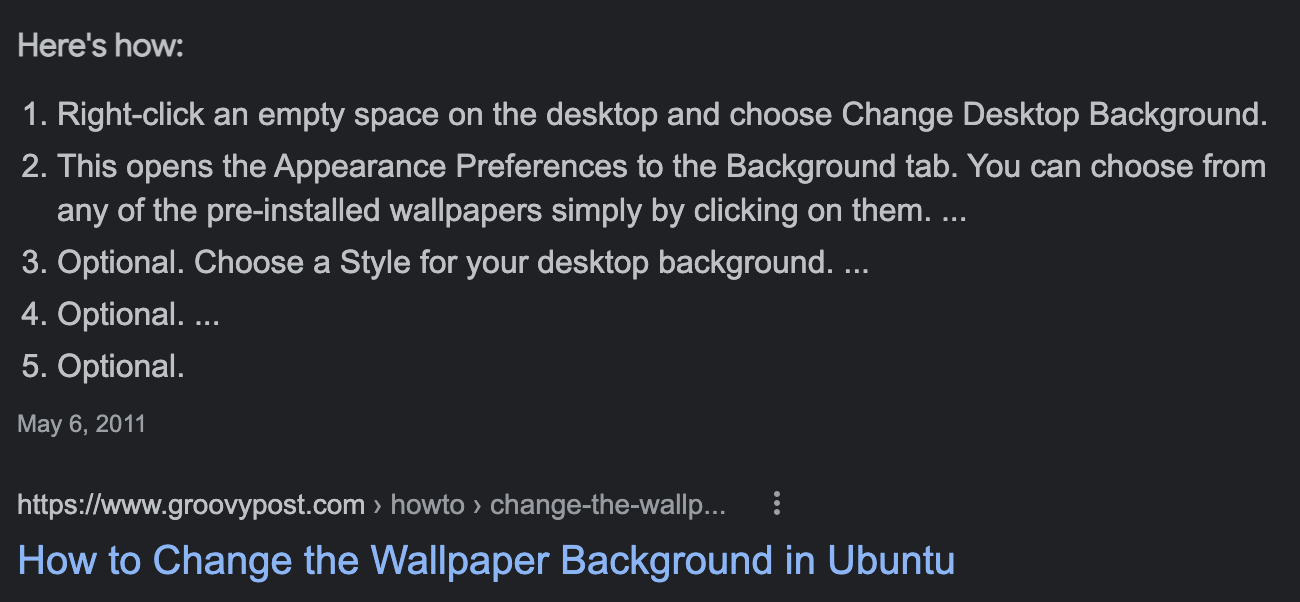 Here's how:
1. Right-click an empty space on the desktop and choose Change Desktop Background.
2. This opens the Appearance Preferences to the Background tab. You can choose from
any of the pre-installed wallpapers simply by clicking on them. ...
3. Optional. Choose a Style for your desktop background. ...
4. Optional. ...
5. Optional.
May 6, 2011
https://www.groovypost.com › howto › change-the-wallp...
How to Change the Wallpaper Background in Ubuntu